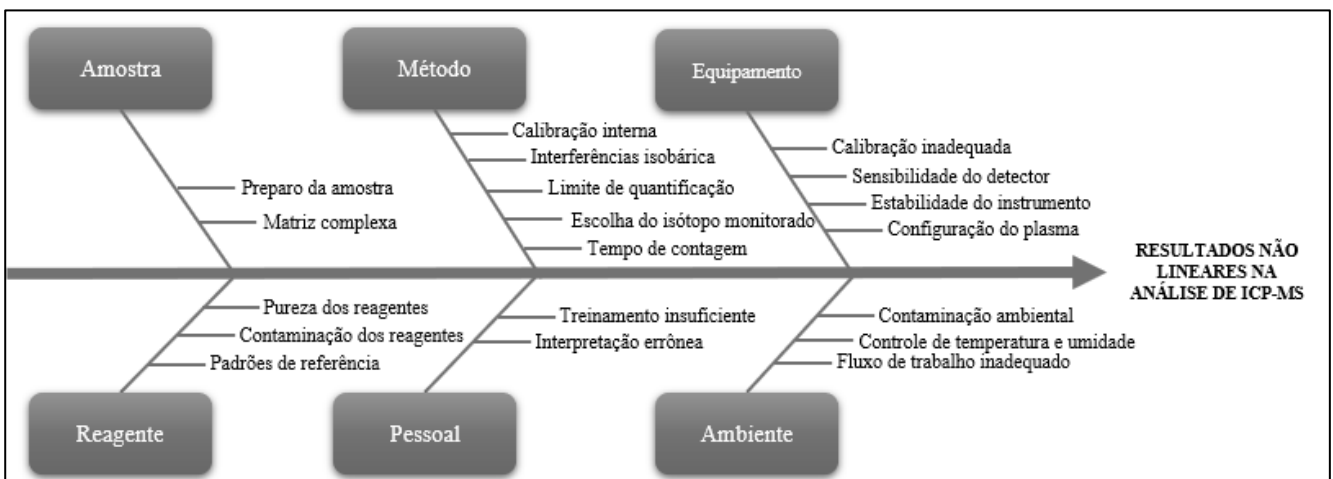 Amostra
Método
Equipamento
Preparo da amostra
Matriz complexa
Calibração interna
Interferências isobárica
Limite de quantificação
Escolha do isótopo monitorado
Tempo de contagem
Calibração inadequada
Sensibilidade do detector
Estabilidade do instrumento
Configuração do plasma
RESULTADOS NÃO
LINEARES NA
ANÁLISE DE ICP-MS
Pureza dos reagentes
Contaminação dos reagentes
Padrões de referência
Treinamento insuficiente
Interpretação errônea
Contaminação ambiental
Controle de temperatura e umidade
Fluxo de trabalho inadequado
Reagente
Pessoal
Ambiente